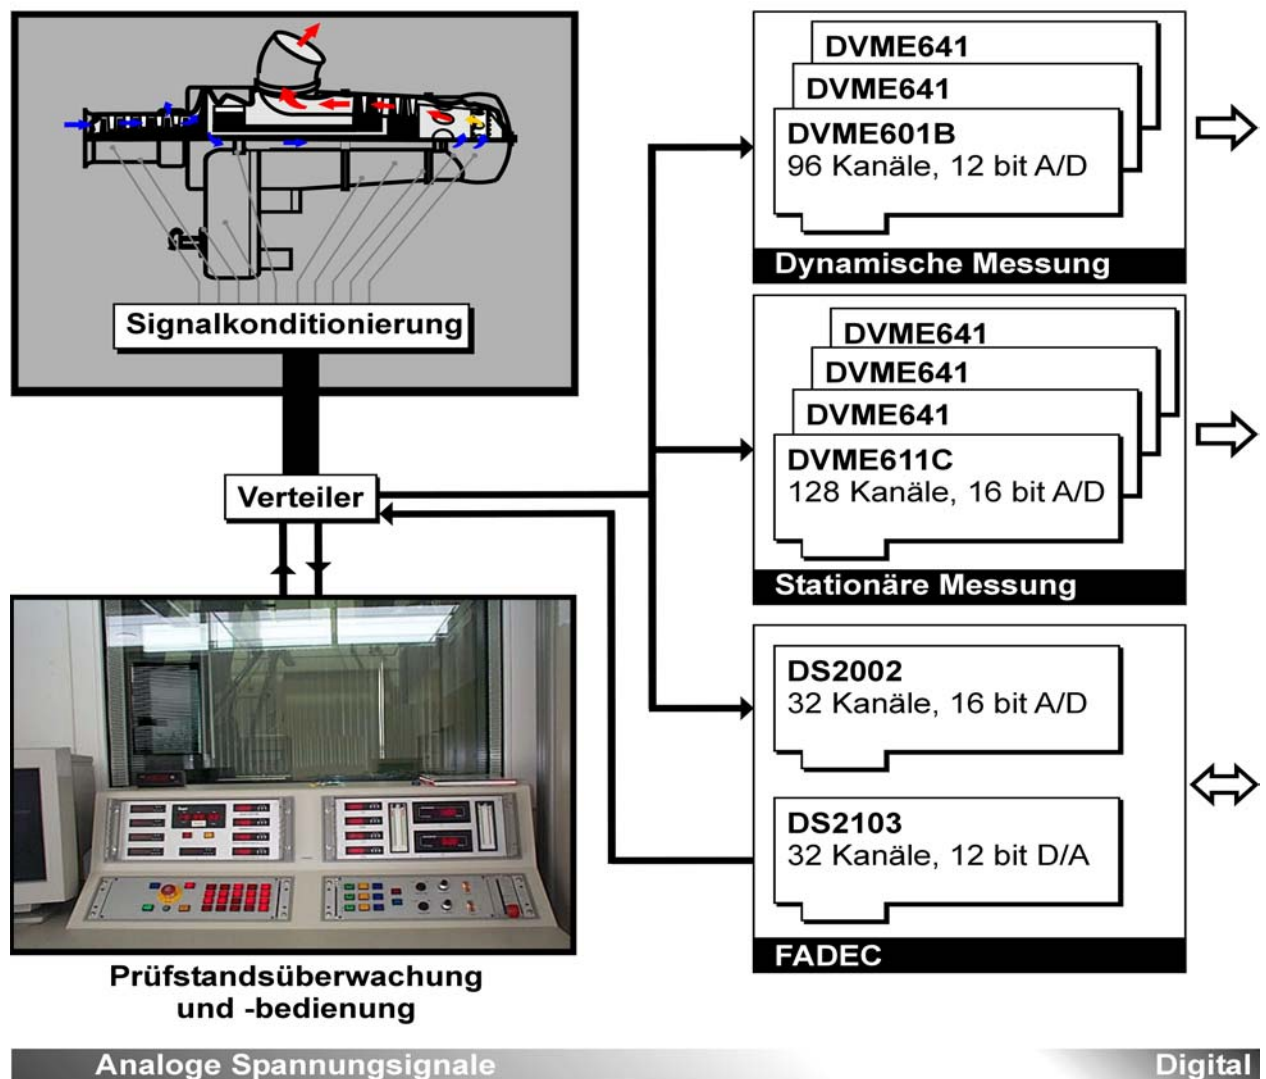 DVME641
DVME641
DVME601B
96 Kanäle, 12 bit A/D
Dynamische Messung
Signalkonditionierung
DVME641
DVME641
DVME641
DVME611C
128 Kanäle, 16 bit A/D
Stationäre Messung
Verteiler
DS2002
32 Kanäle, 16 bit A/D
DS2103
32 Kanäle, 12 bit D/A
FADEC
Prüfstandsüberwachung
und -bedienung
Analoge Spannungsignale
Digital